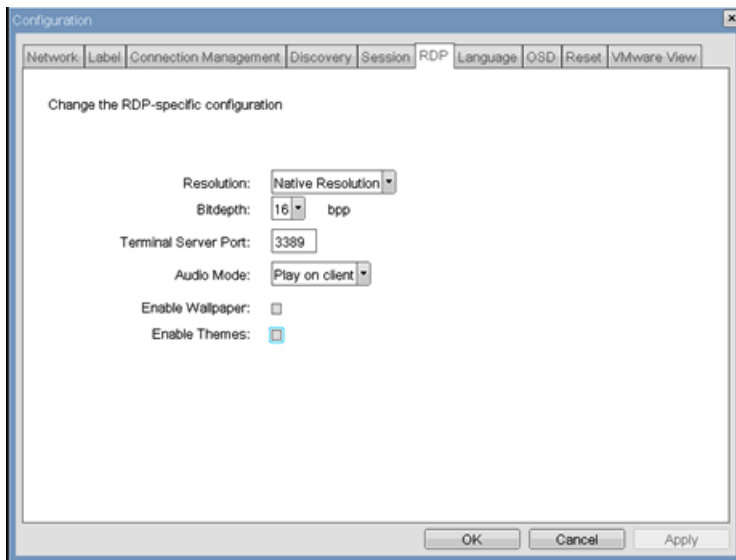 Configuration
Network Label Connection Management Discovery Session RDP Language OSD Reset VMware View
Change the RDP-specific configuration
Resolution: Native Resolution
Bitdepth: 16 bpp
Terminal Server Port: 3389
Audio Mode: Play on client
Enable Wallpaper:
Enable Themes:
OK Cancel Apply